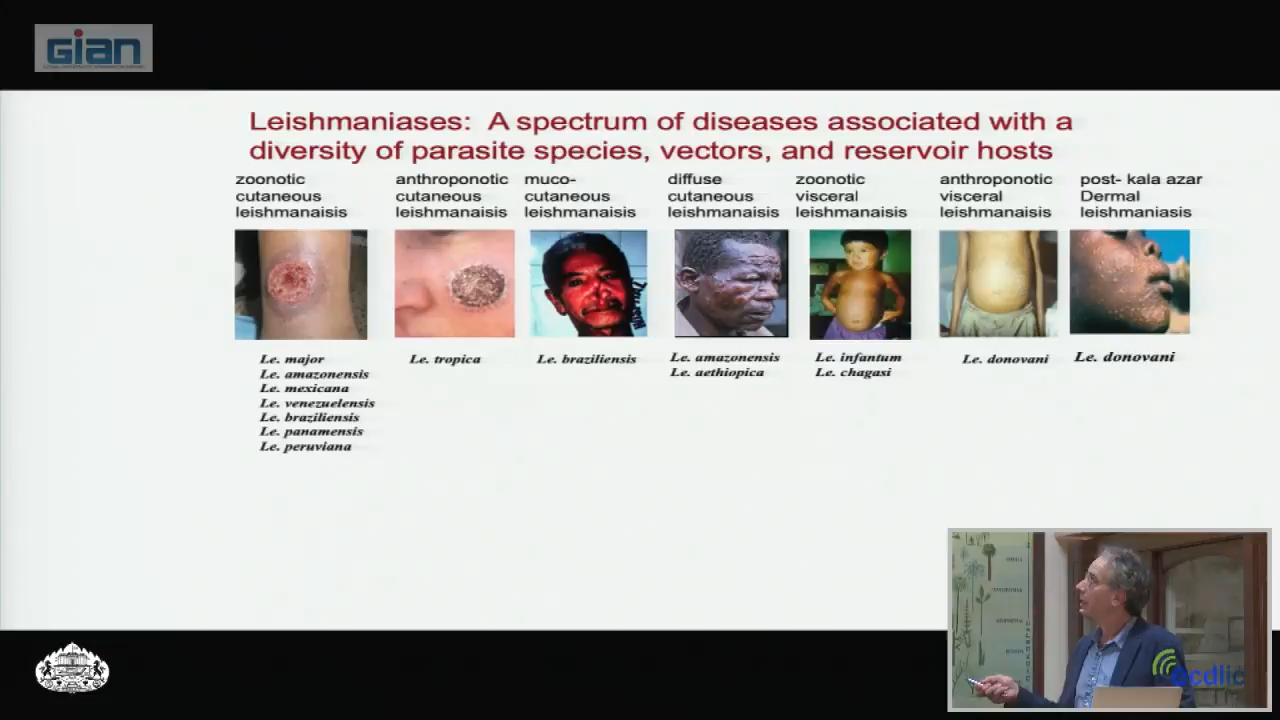 Gian
Leishmaniases: A spectrum of diseases associated with a
diversity of parasite species, vectors, and reservoir hosts
zoonotic
cutaneous
leishmanaisis
anthroponotic
cutaneous
leishmanaisis
muco-
cutaneous
leishmanaisis
diffuse
cutaneous
leishmanaisis
zoonotic
visceral
leishmanaisis
anthroponotic
visceral
leishmanaisis
post- kala azar
Dermal
leishmaniasis
Le. major
Le. amazonensis
Le. mexicana
Le. venezuelensis
Le. braziliensis
Le. panamensis
Le. peruviana
Le. tropica
Le. braziliensis
Le. amazonensis
Le. aethiopica
Le. infantum
Le. chagasi
Le. donovani
Le. donovani
ecdlic